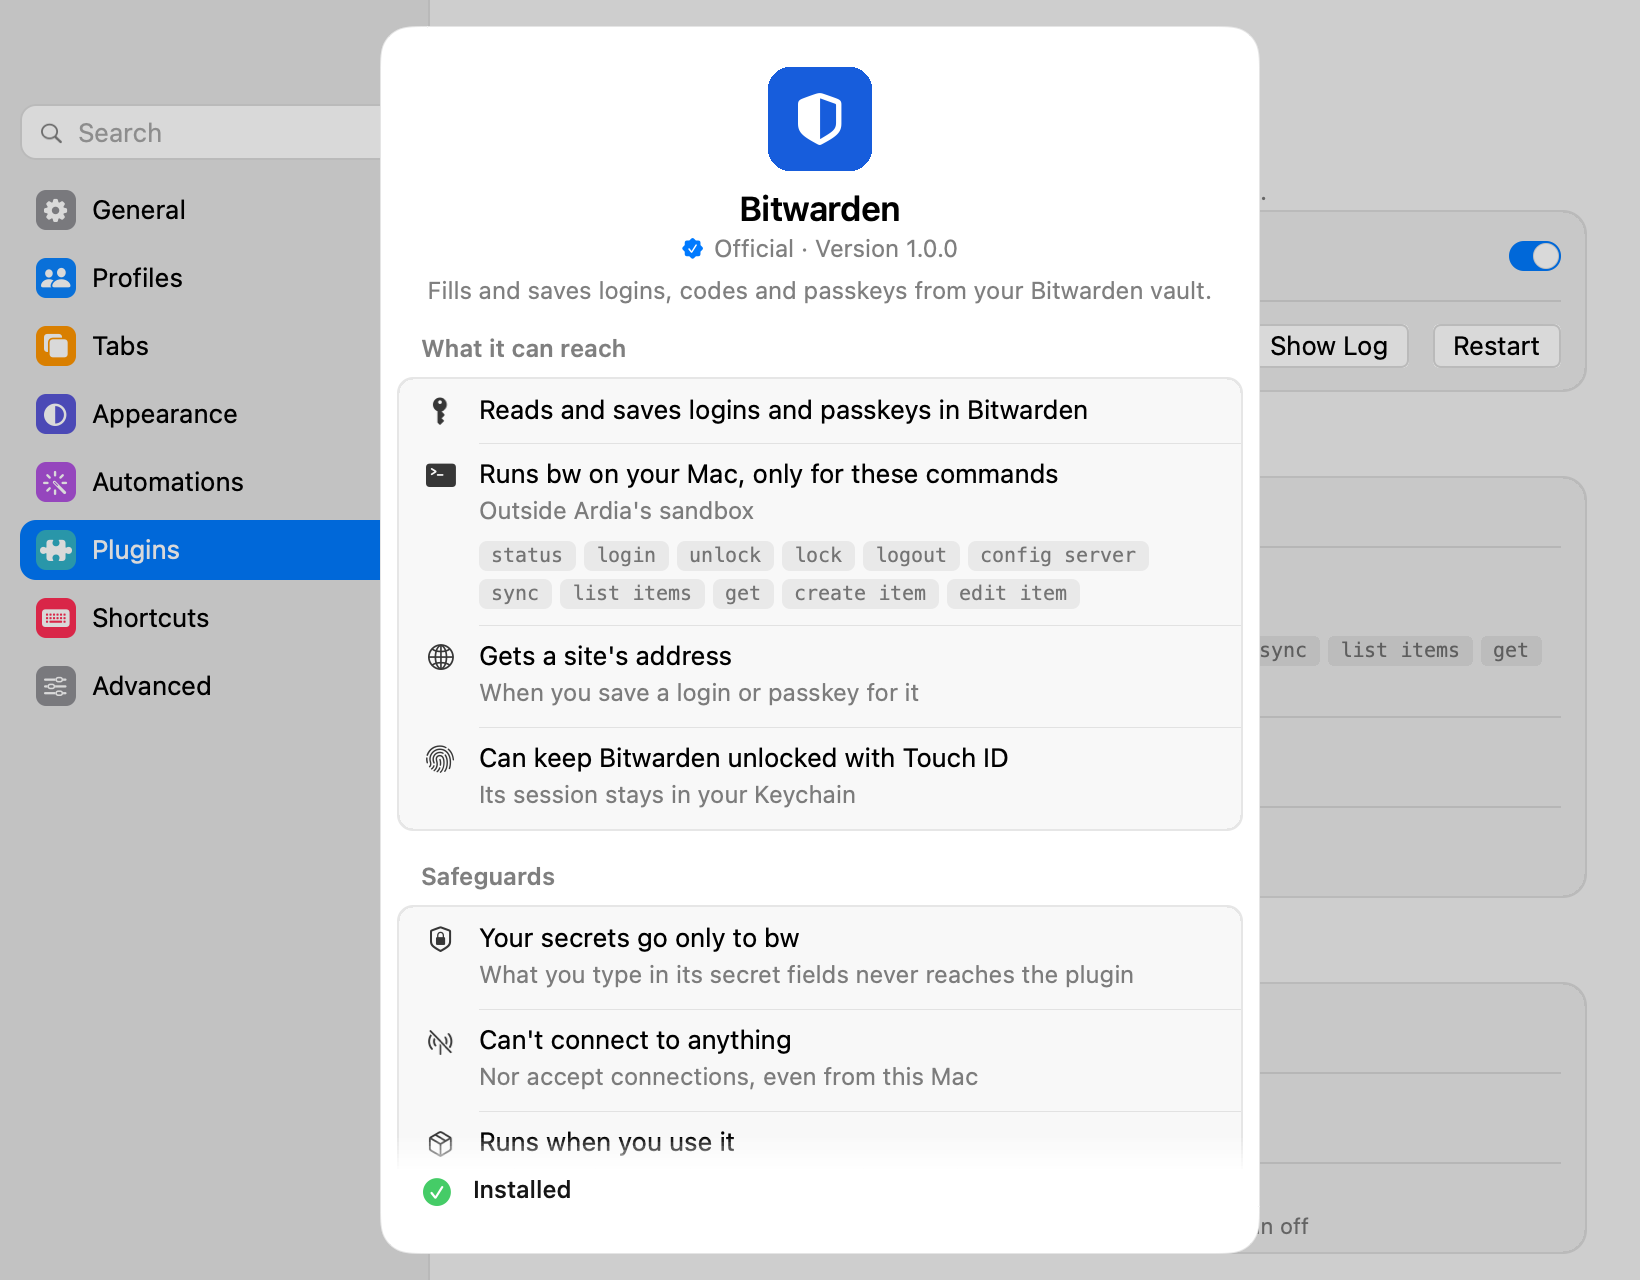 Search
General
Profiles
Tabs
Appearance
Automations
Plugins
Shortcuts
Advanced
Bitwarden
Official · Version 1.0.0
Fills and saves logins, codes and passkeys from your Bitwarden vault.
What it can reach
Reads and saves logins and passkeys in Bitwarden
Runs bw on your Mac, only for these commands
Outside Ardia's sandbox
status login unlock lock logout config server
sync list items get create item edit item
Gets a site's address
When you save a login or passkey for it
Can keep Bitwarden unlocked with Touch ID
Its session stays in your Keychain
Safeguards
Your secrets go only to bw
What you type in its secret fields never reaches the plugin
Can't connect to anything
Nor accept connections, even from this Mac
Runs when you use it
Installed
.
Show Log Restart
sync list items get
n off